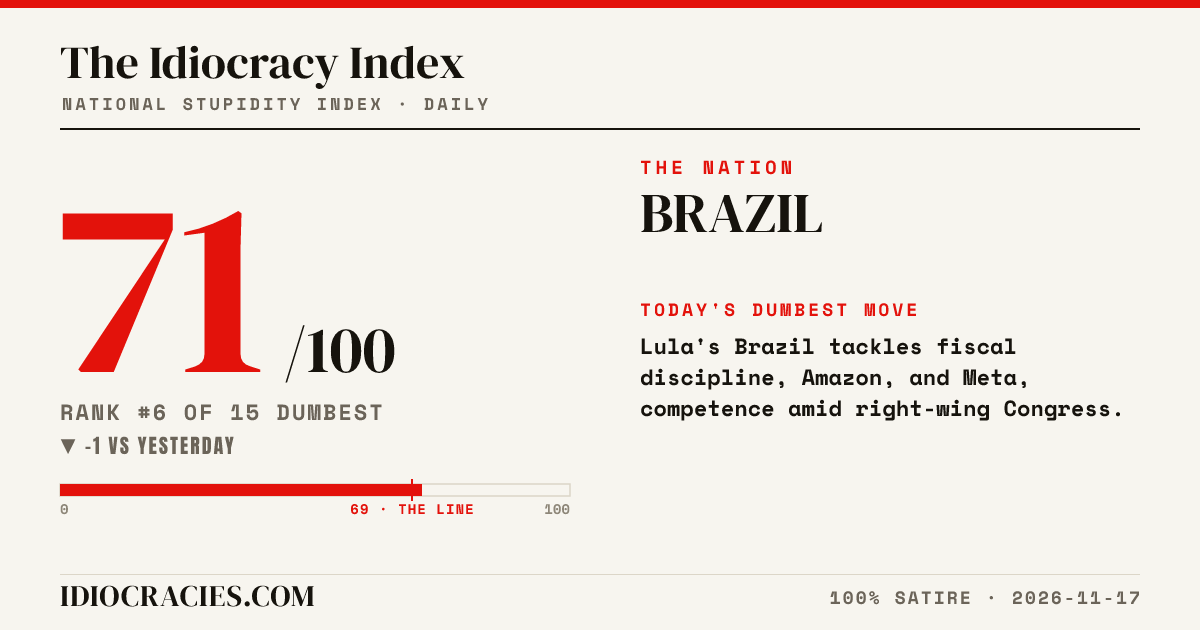 The Idiocracy Index
NATIONAL STUPIDITY INDEX · DAILY
71 /100
RANK #6 OF 15 DUMBEST
▼ -1 VS YESTERDAY
0 69 · THE LINE 100
THE NATION
BRAZIL
TODAY'S DUMBEST MOVE
Lula's Brazil tackles fiscal
discipline, Amazon, and Meta,
competence amid right-wing Congress.
IDIOCRACIES.COM
100% SATIRE · 2026-11-17